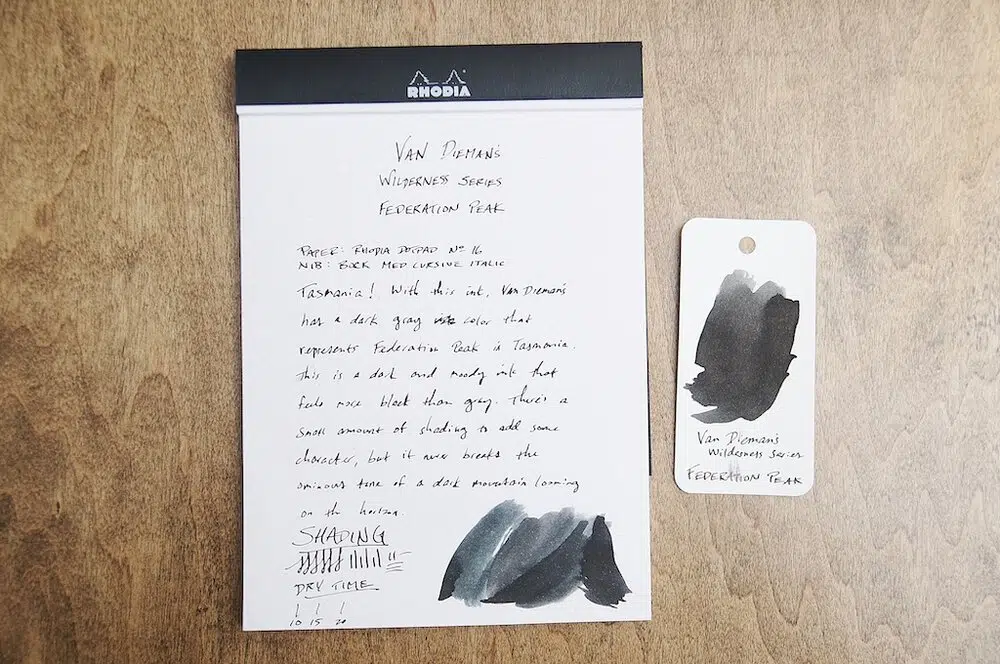 RHODIA
VAN DIEMAN'S
WILDERNESS SERIES
FEDERATION PEAK
PAPER: RHODIA DOTPAD Nº 16
NIB: BOCK MED CURSIVE ITALIC
Tasmania! With this ink, Van Dieman's
has a dark gray color that
represents Federation Peak in Tasmania.
This is a dark and moody ink that
feels more black than gray. There's a
small amount of shading to add some
character, but it never breaks the
ominous tone of a dark mountain looming
on the horizon.
SHADING
DRY TIME
10 15 20
Van Dieman's
Wilderness Series
FEDERATION PEAK